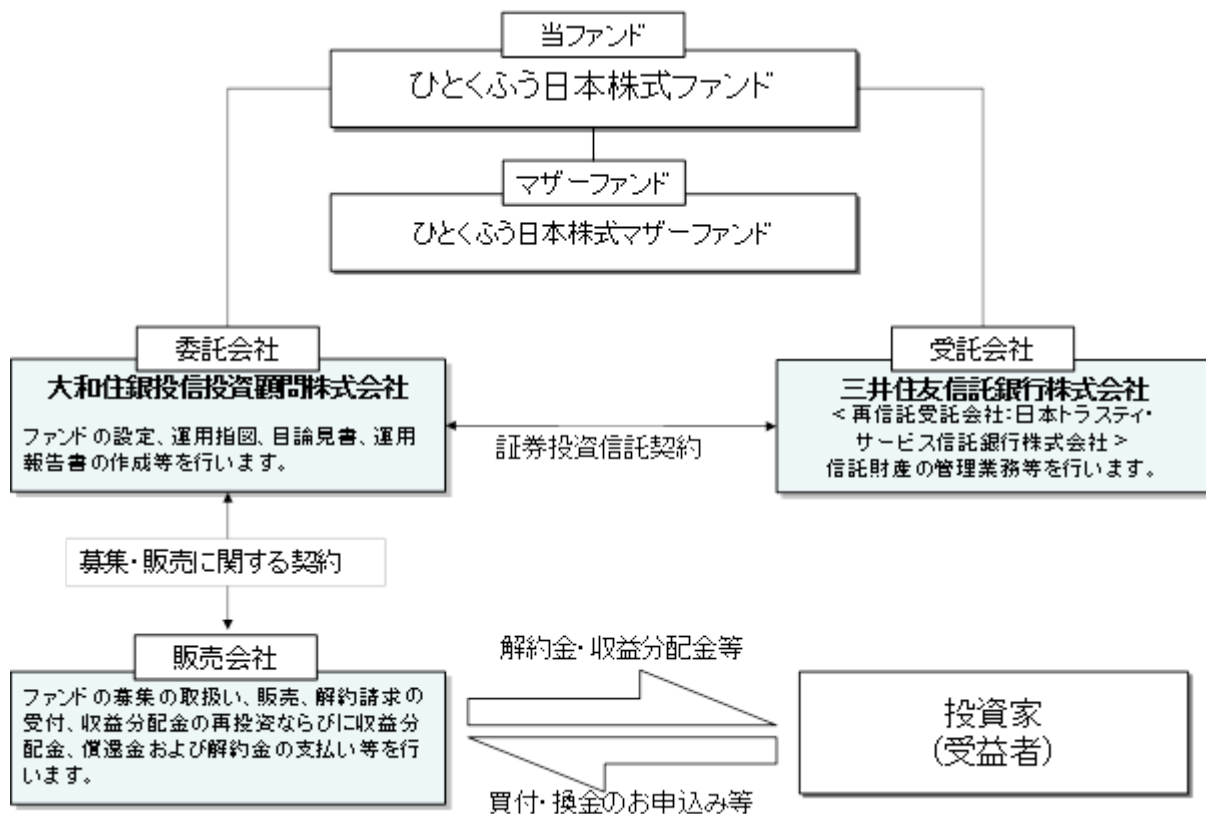 当ファンド
ひとくふう日本株式ファンド
マザーファンド
ひとくふう日本株式マザーファンド
委託会社
大和住銀投信投資顧問株式会社
ファンドの設定、運用指図、目論見書、運用
報告書の作成等を行います。
証券投資信託契約
受託会社
三井住友信託銀行株式会社
<再信託受託会社:日本トラスティ・
サービス信託銀行株式会社>
信託財産の管理業務等を行います。
募集・販売に関する契約
販売会社
ファンドの募集の取扱い、販売、解約請求の
受付、収益分配金の再投資ならびに収益分
配金、償還金および解約金の支払い等を行
います。
解約金・収益分配金等
買付・換金のお申込み等
投資家
(受益者)